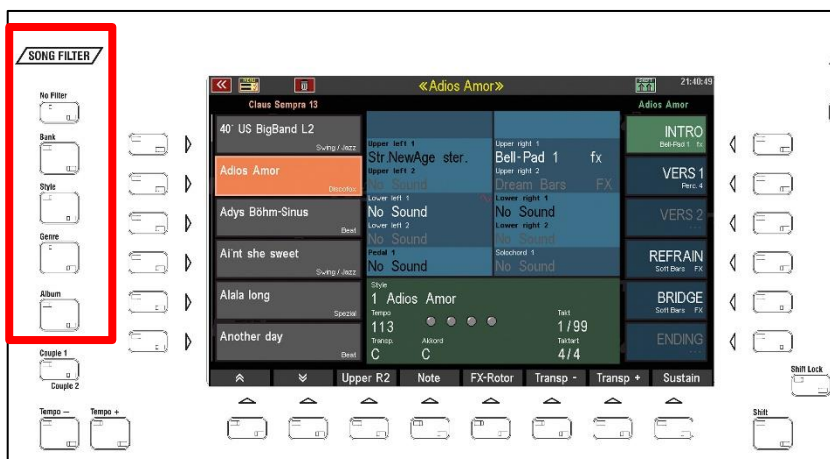 SONG FILTER
No Filter
Bank
Style
Genre
Album
Couple 1
Couple 2
Tempo –
Tempo +
MENU
«Adios Amor»
21:40:49
Claus Sempra 13
Adios Amor
40´ US BigBand L2
Swing / Jazz
Adios Amor
Discofox
Adys Böhm-Sinus
Beat
Ai'nt she sweet
Swing / Jazz
Alala long
Spezial
Another day
Beat
Upper left 1
Str.NewAge ster.
Upper left 2
No Sound
Lower left 1
No Sound
Lower left 2
No Sound
Pedal 1
No Sound
Upper right 1
Bell-Pad 1 fx
Upper right 2
Dream Bars FX
Lower right 1
No Sound
Lower right 2
No Sound
Solochord 1
No Sound
Style
1 Adios Amor
Tempo
113
Takt
1/99
Transp.
C
Akkord
C
Taktart
4/4
INTRO
Bell-Pad 1 fx
VERS 1
Perc. 4
VERS 2
REFRAIN
Soft Bars FX
BRIDGE
Soft Bars FX
ENDING
Upper R2
Note
FX-Rotor
Transp -
Transp +
Sustain
Shift Lock
Shift